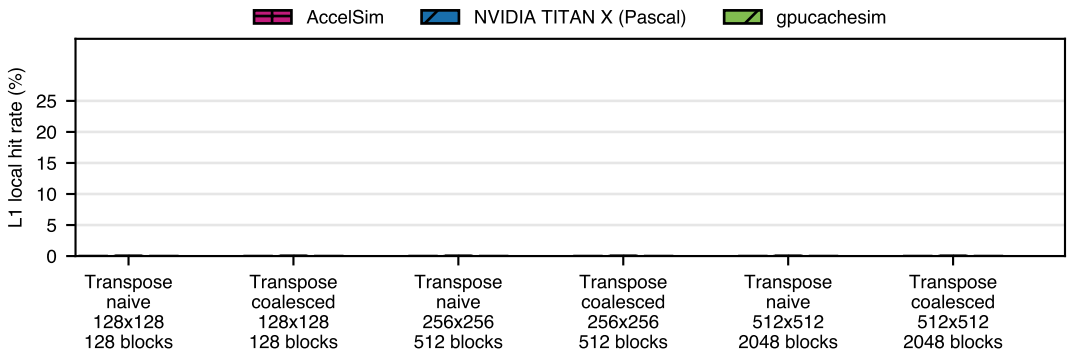 AccelSim NVIDIA TITAN X (Pascal) gpucachesim
L1 local hit rate (%)
25
20
15
10
5
0
Transpose naive 128x128 128 blocks
Transpose coalesced 128x128 128 blocks
Transpose naive 256x256 512 blocks
Transpose coalesced 256x256 512 blocks
Transpose naive 512x512 2048 blocks
Transpose coalesced 512x512 2048 blocks